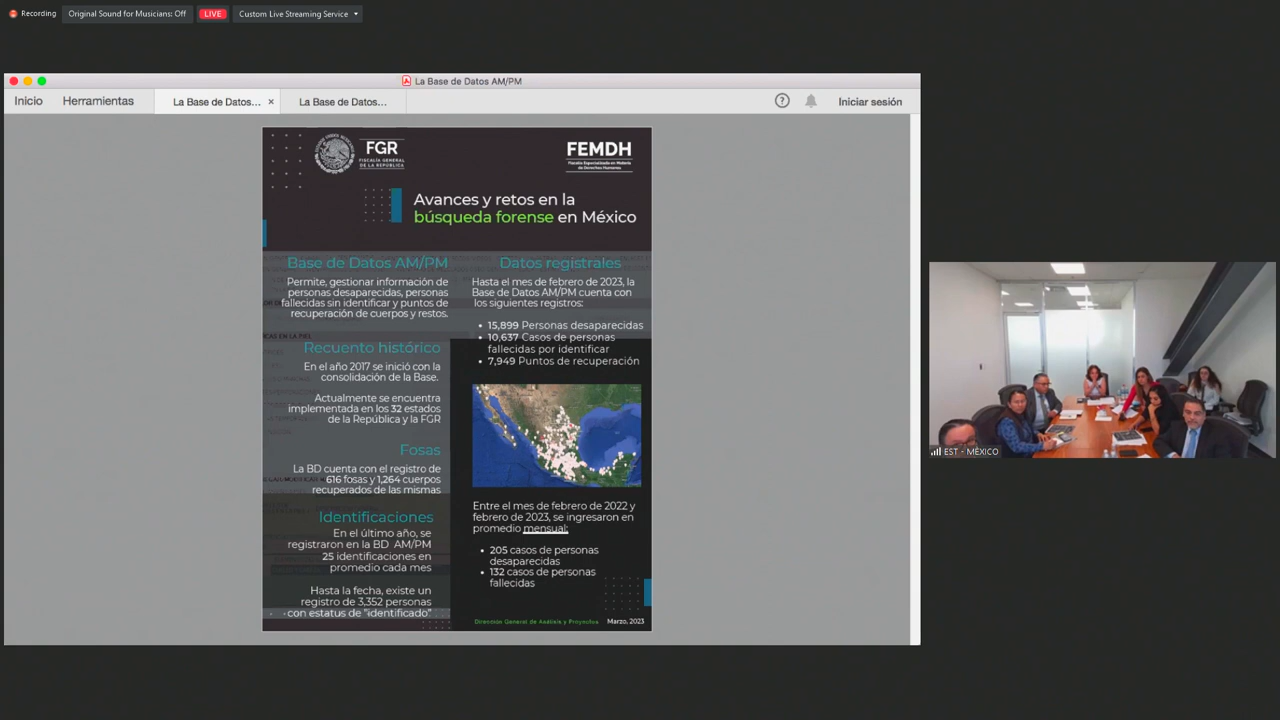 Recording
Original Sound for Musicians: Off
LIVE
Custom Live Streaming Service
La Base de Datos AM/PM
Inicio
Herramientas
La Base de Datos...
×
La Base de Datos...
?
Iniciar sesión
FGR
FISCALÍA GENERAL
DE LA REPÚBLICA
FEMDH
Fiscalía Especializada en Materia
de Derechos Humanos
Avances y retos en la
búsqueda forense en México
Base de Datos AM/PM
Permite, gestionar información de
personas desaparecidas, personas
fallecidas sin identificar y puntos de
recuperación de cuerpos y restos.
ICAS EN LA PIEL
Recuento histórico
En el año 2017 se inició con la
consolidación de la Base.
Actualmente se encuentra
implementada en los 32 estados
de la República y la FGR
Fosas
La BD cuenta con el registro de
616 fosas y 1,264 cuerpos
recuperados de las mismas
Identificaciones
En el último año, se
registraron en la BD AM/PM
25 identificaciones en
promedio cada mes
Hasta la fecha, existe un
registro de 3,352 personas
con estatus de "identificado"
Datos registrales
Hasta el mes de febrero de 2023, la
Base de Datos AM/PM cuenta con
los siguientes registros:
• 15,899 Personas desaparecidas
• 10,637 Casos de personas
fallecidas por identificar
• 7,949 Puntos de recuperación
Entre el mes de febrero de 2022 y
febrero de 2023, se ingresaron en
promedio mensual:
• 205 casos de personas
desaparecidas
• 132 casos de personas
fallecidas
Dirección General de Análisis y Proyectos
Marzo, 2023
EST - MÉXICO